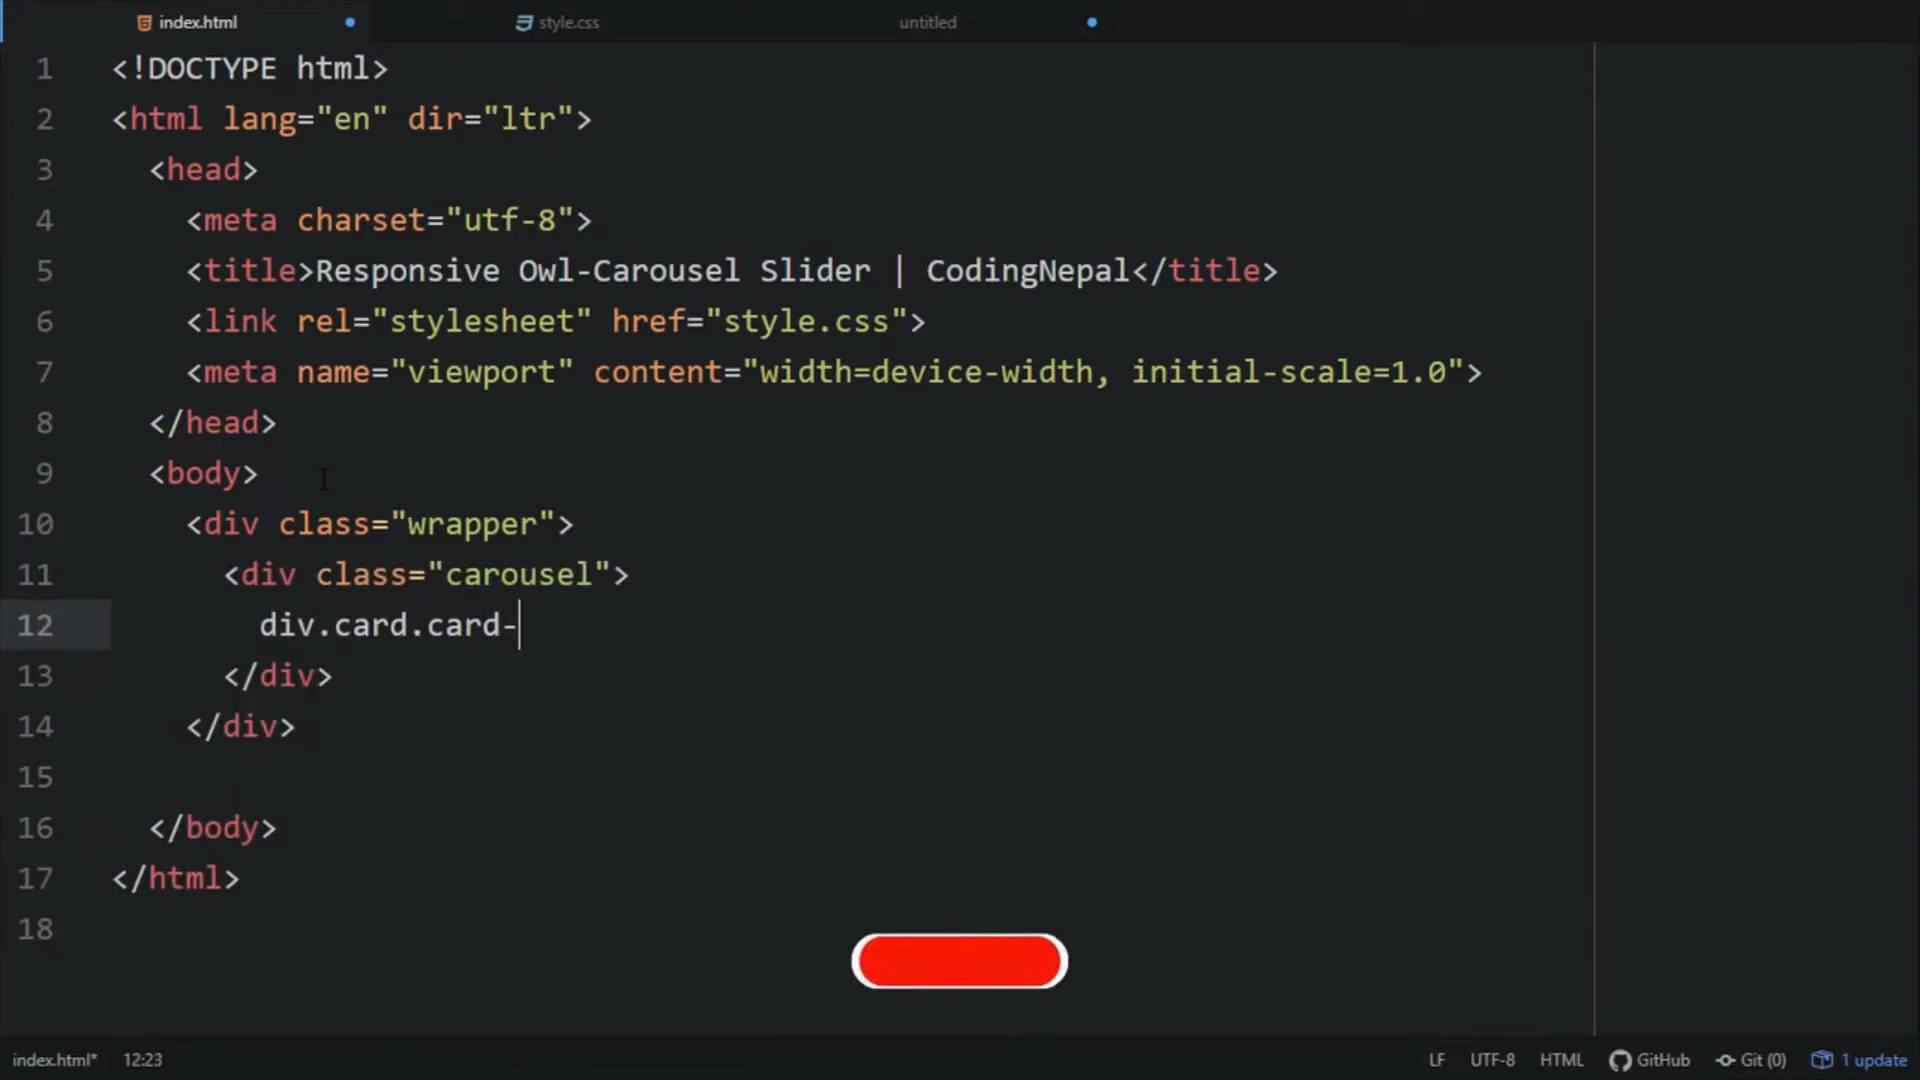 index.html
style.css
untitled
1 <!DOCTYPE html>
2 <html lang="en" dir="ltr">
3 <head>
4 <meta charset="utf-8">
5 <title>Responsive Owl-Carousel Slider | CodingNepal</title>
6 <link rel="stylesheet" href="style.css">
7 <meta name="viewport" content="width=device-width, initial-scale=1.0">
8 </head>
9 <body>
10 <div class="wrapper">
11 <div class="carousel">
12 div.card.card-
13 </div>
14 </div>
15
16 </body>
17 </html>
18
index.html* 12:23 LF UTF-8 HTML GitHub Git (0) 1 update